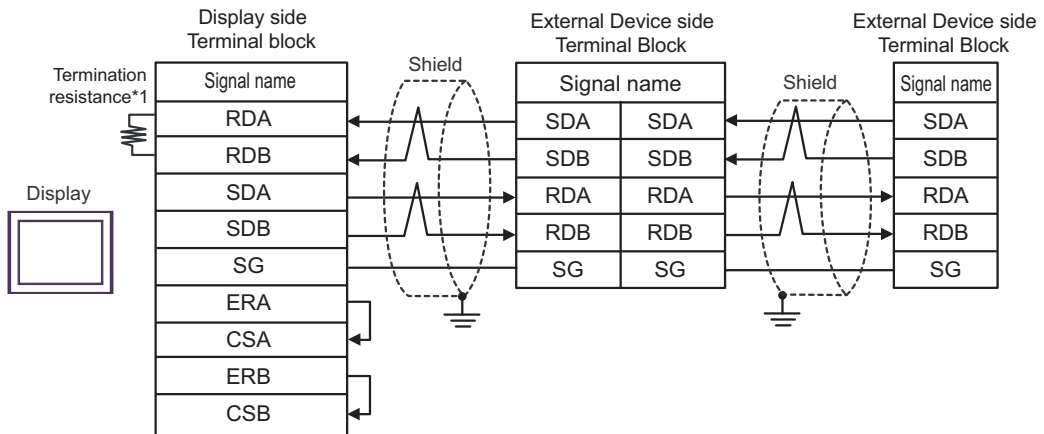 Display side
Terminal block
External Device side
Terminal Block
External Device side
Terminal Block
Termination
resistance*1
Shield
Shield
Display
Signal name
RDA
RDB
SDA
SDB
SG
ERA
CSA
ERB
CSB
Signal name
SDA SDA
SDB SDB
RDA RDA
RDB RDB
SG SG
Signal name
SDA
SDB
RDA
RDB
SG